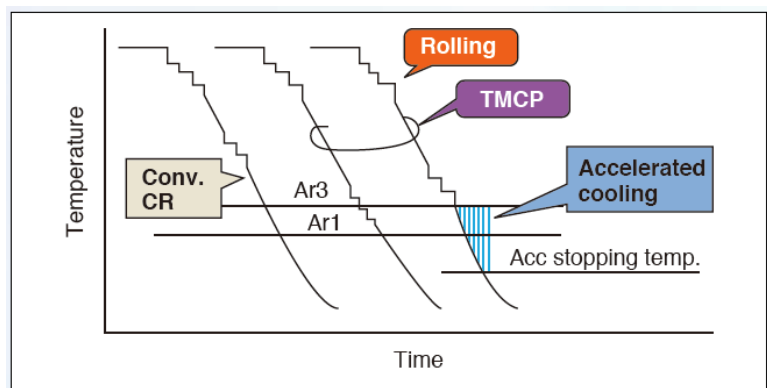 Rolling
TMCP
Temperature
Conv.
CR
Ar3
Ar1
Accelerated
cooling
Acc stopping temp.
Time